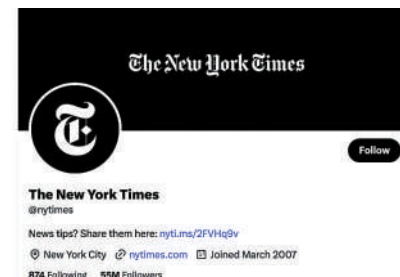 The New York Times
The New York Times
@nytimes
Follow
News tips? Share them here: nyti.ms/2FVHq9v
New York City nytimes.com Joined March 2007
874 Following 55M Followers